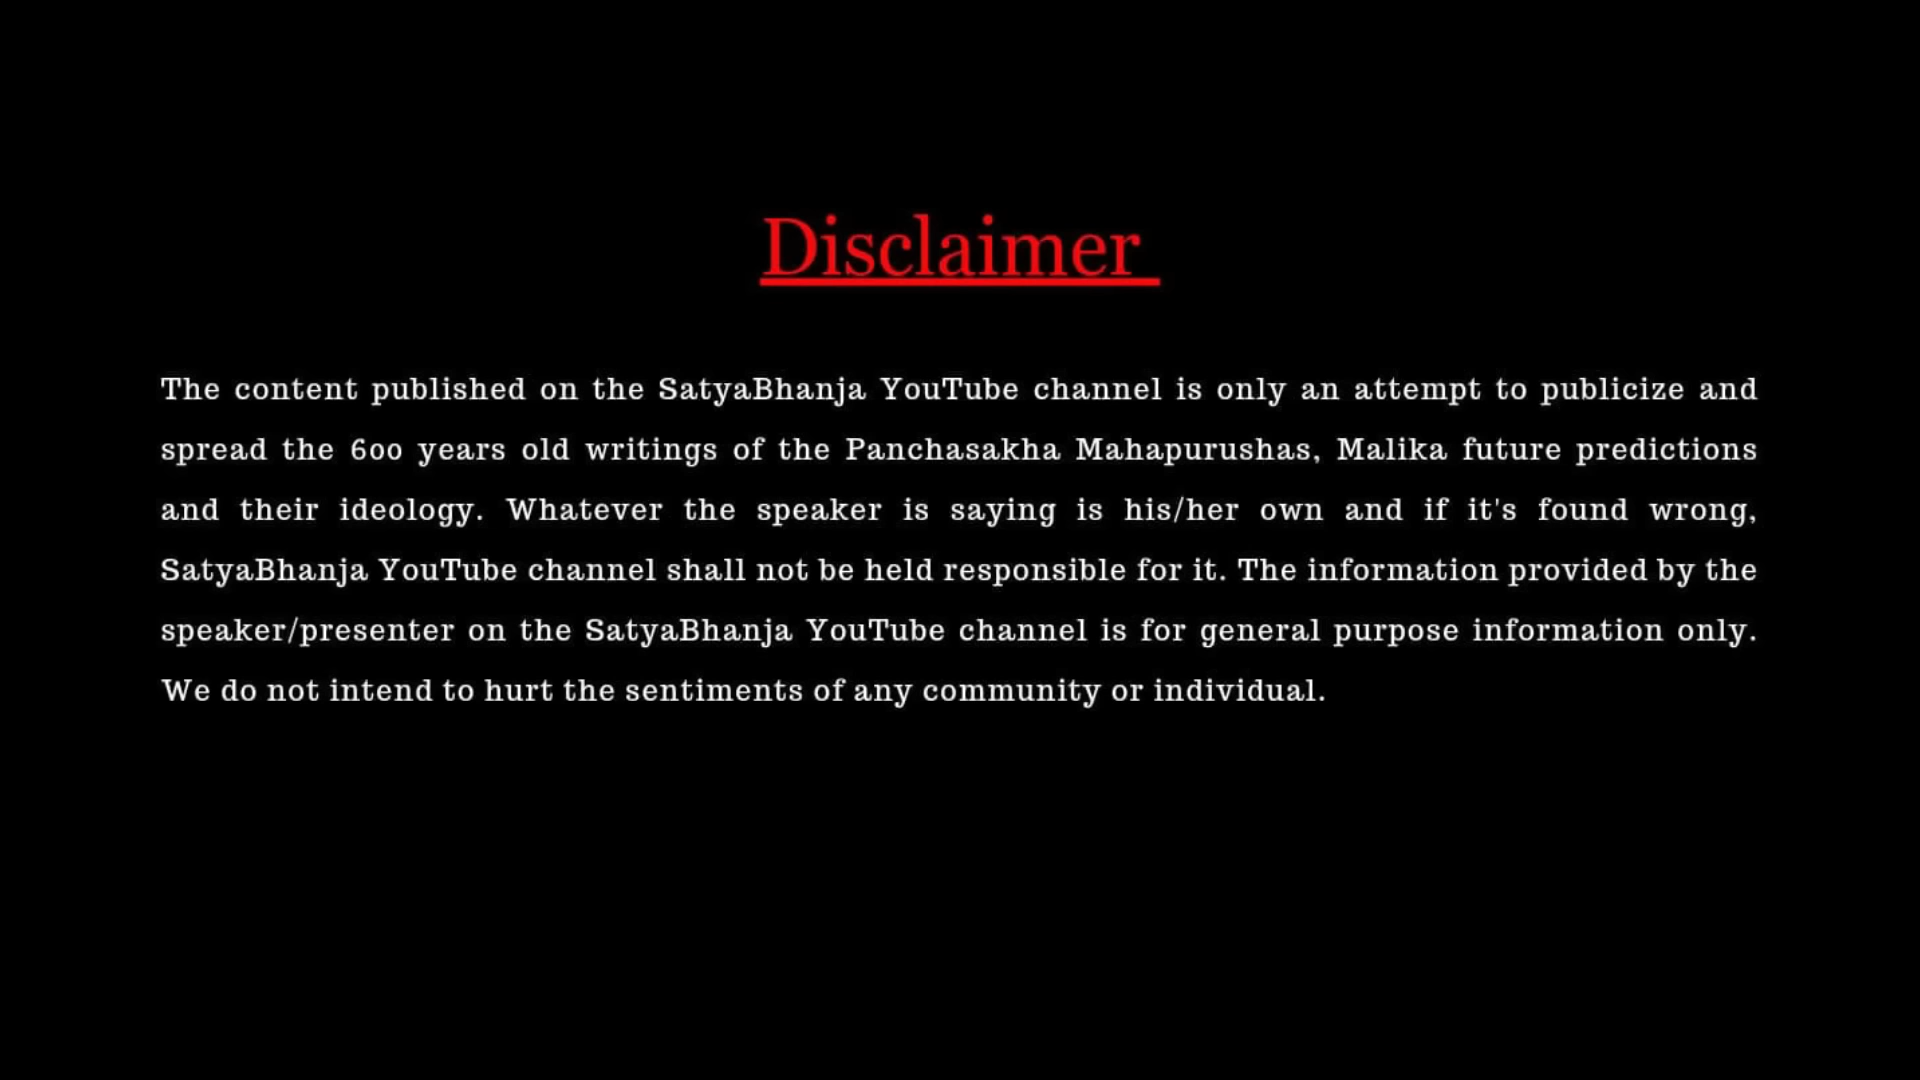 Disclaimer
The content published on the SatyaBhanja YouTube channel is only an attempt to publicize and
spread the 600 years old writings of the Panchasakha Mahapurushas, Malika future predictions
and their ideology. Whatever the speaker is saying is his/her own and if it's found wrong,
SatyaBhanja YouTube channel shall not be held responsible for it. The information provided by the
speaker/presenter on the SatyaBhanja YouTube channel is for general purpose information only.
We do not intend to hurt the sentiments of any community or individual.